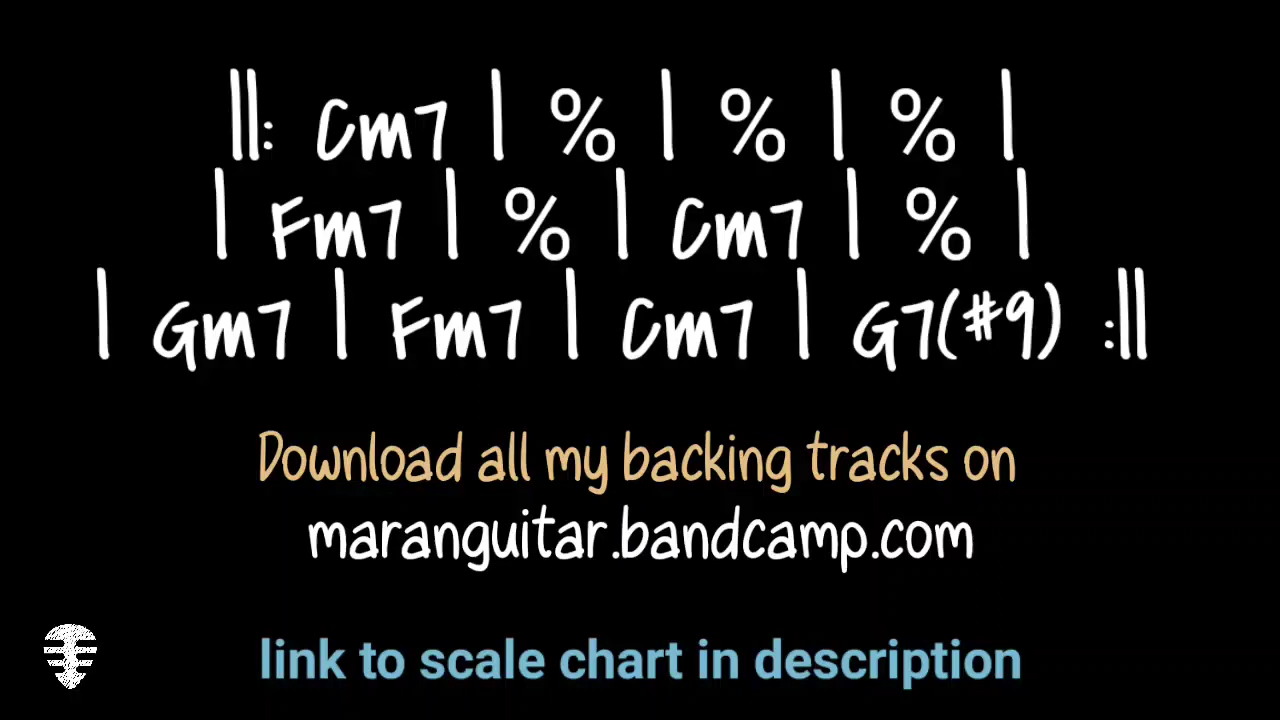 ||: Cm7 | % | % | % |
| Fm7 | % | Cm7 | % |
| Gm7 | Fm7 | Cm7 | G7(#9) :||
Download all my backing tracks on
maranguitar.bandcamp.com
link to scale chart in description